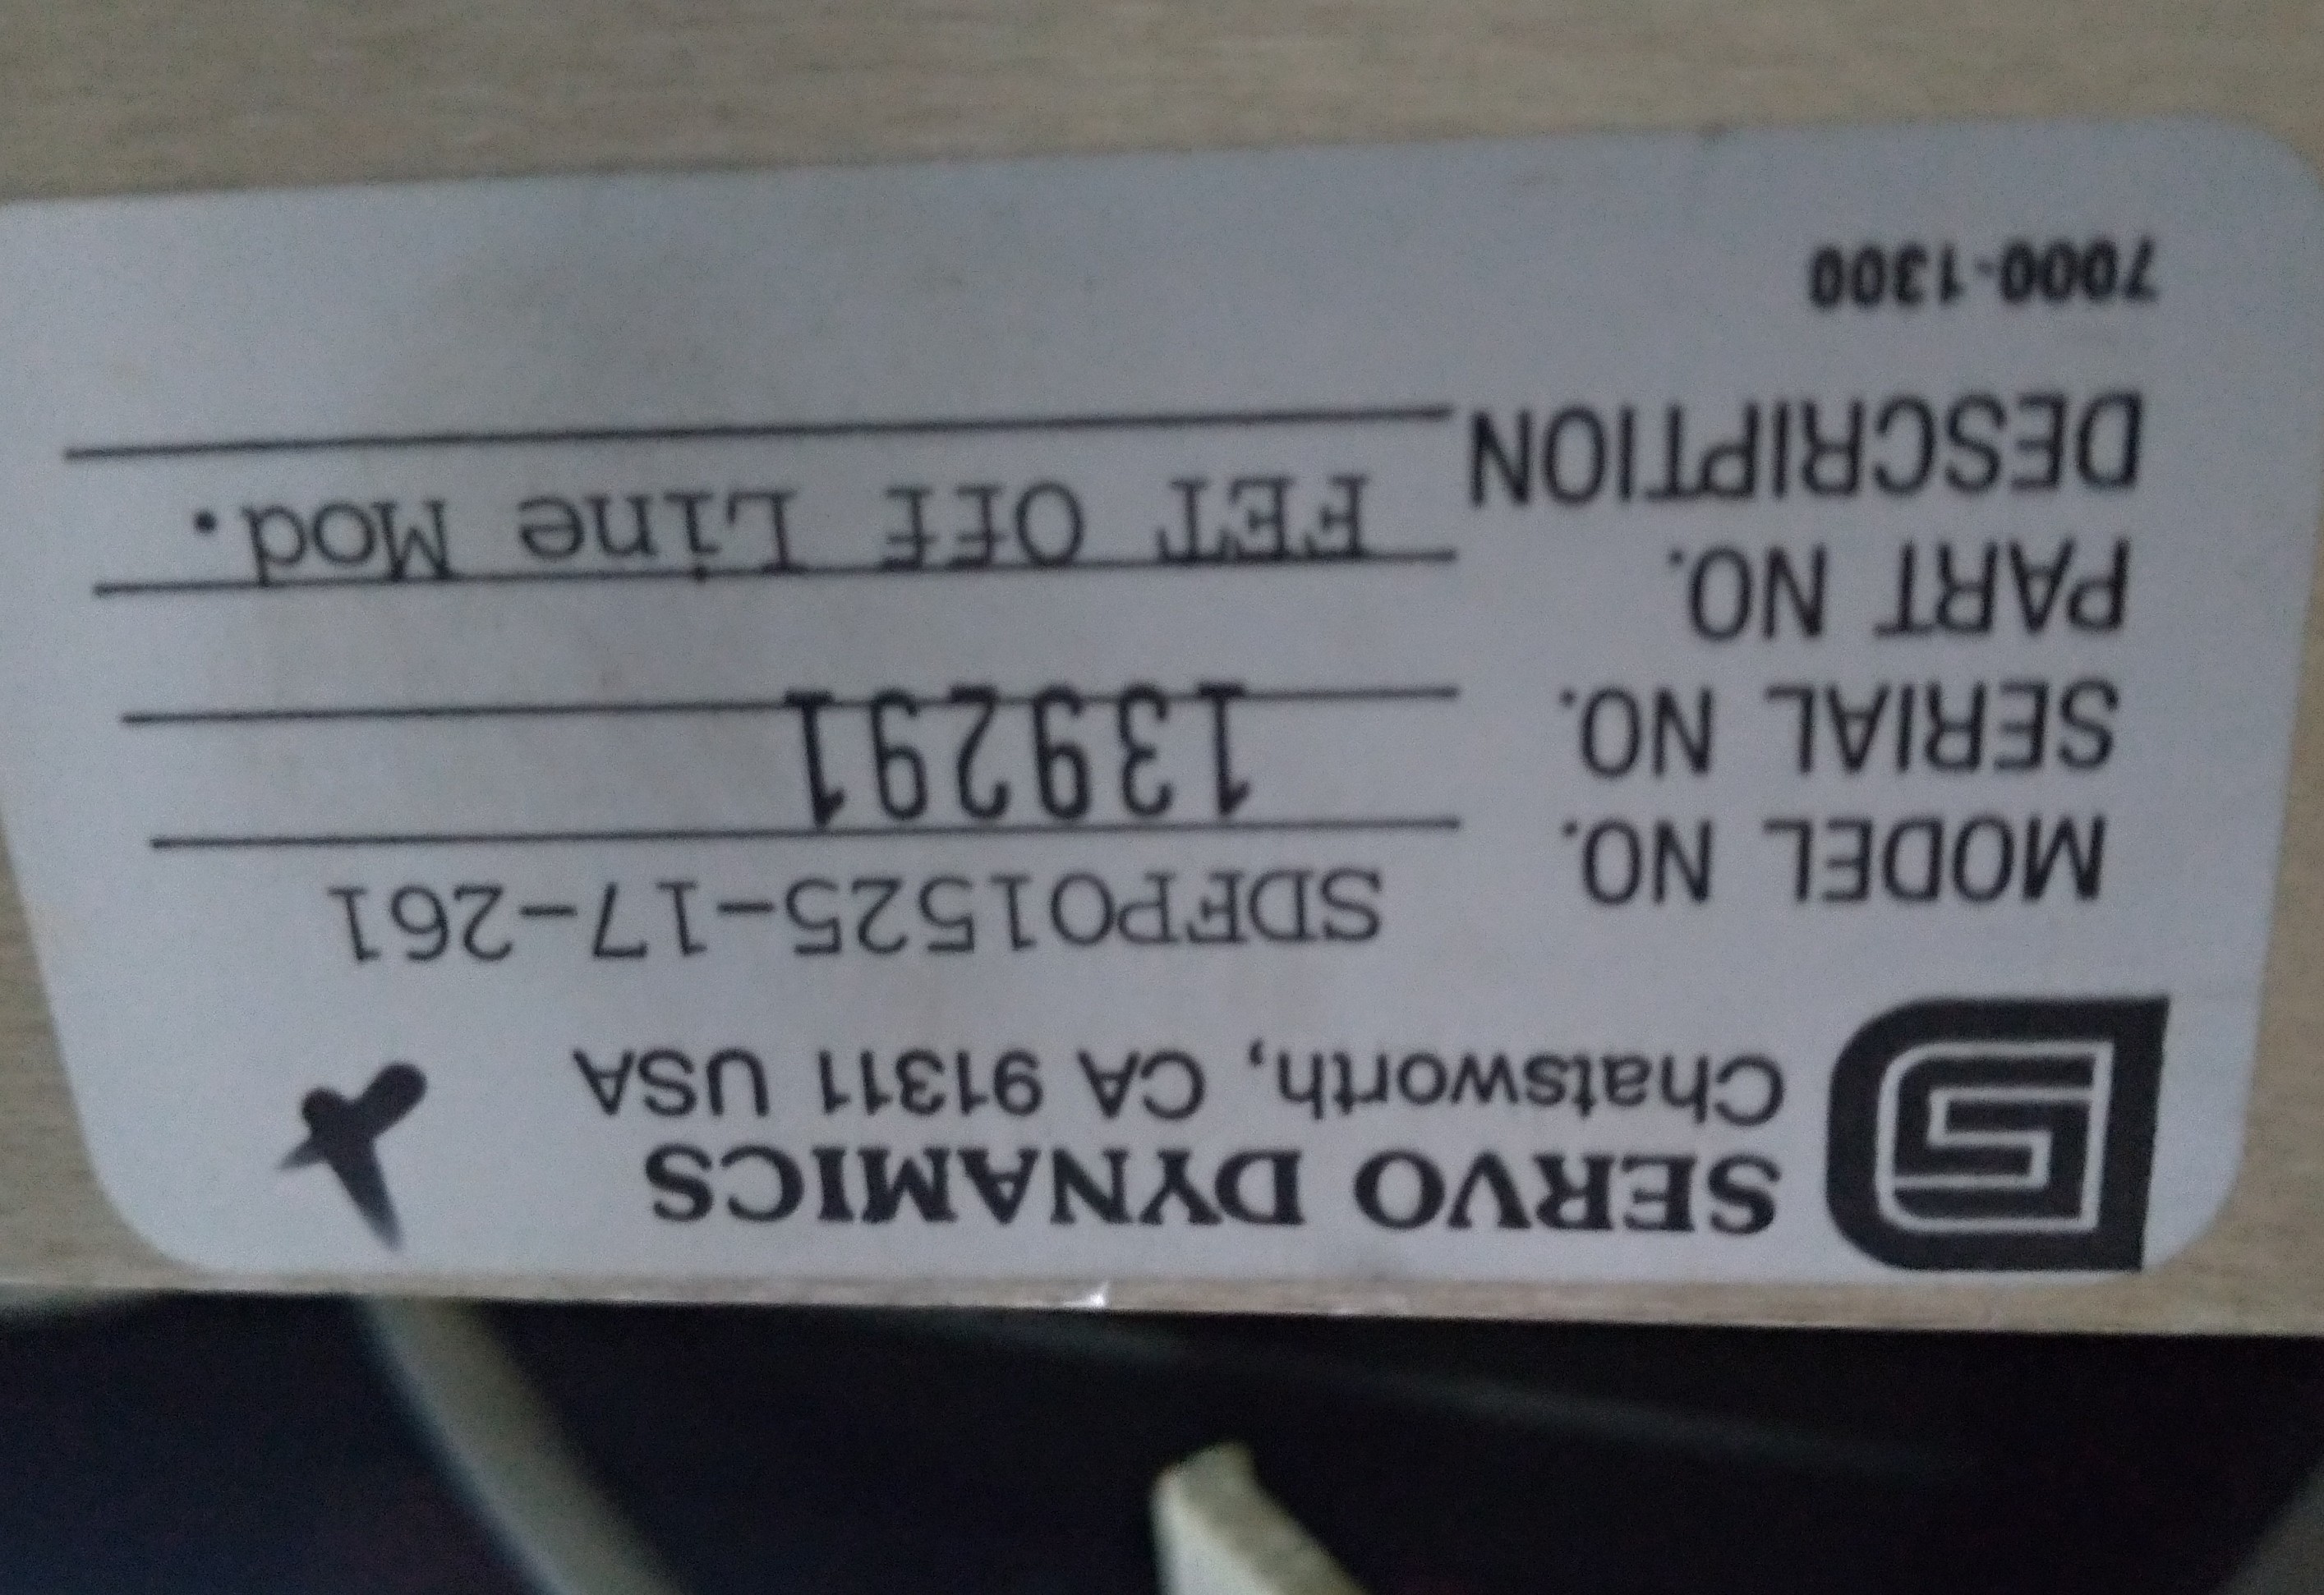 SERVO DYNAMICS
Chatsworth, CA 91311 USA
MODEL NO. SDFP01525-17-261
SERIAL NO. 139291
PART NO.
DESCRIPTION FET Off Line Mod.
7000-1300